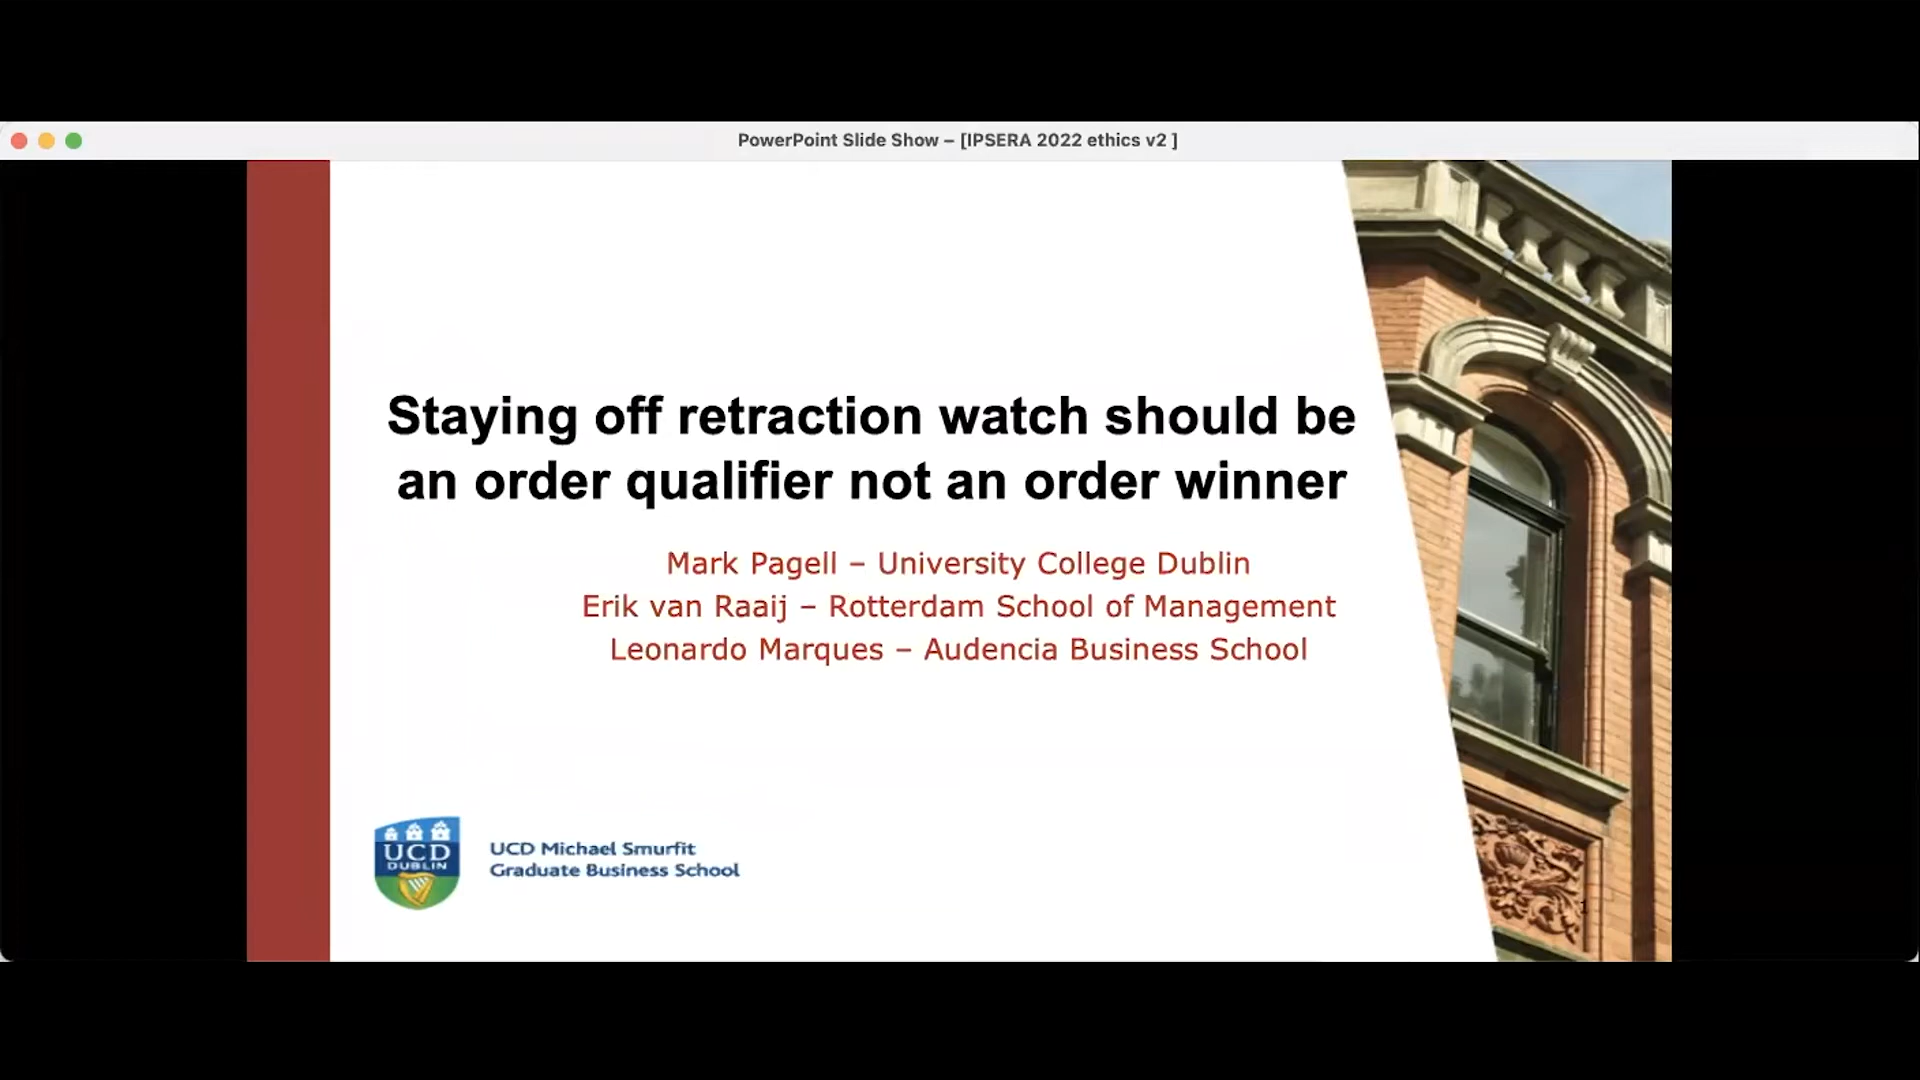 PowerPoint Slide Show – [IPSERA 2022 ethics v2 ]
Staying off retraction watch should be
an order qualifier not an order winner
Mark Pagell – University College Dublin
Erik van Raaij – Rotterdam School of Management
Leonardo Marques – Audencia Business School
UCD
DUBLIN
UCD Michael Smurfit
Graduate Business School
1